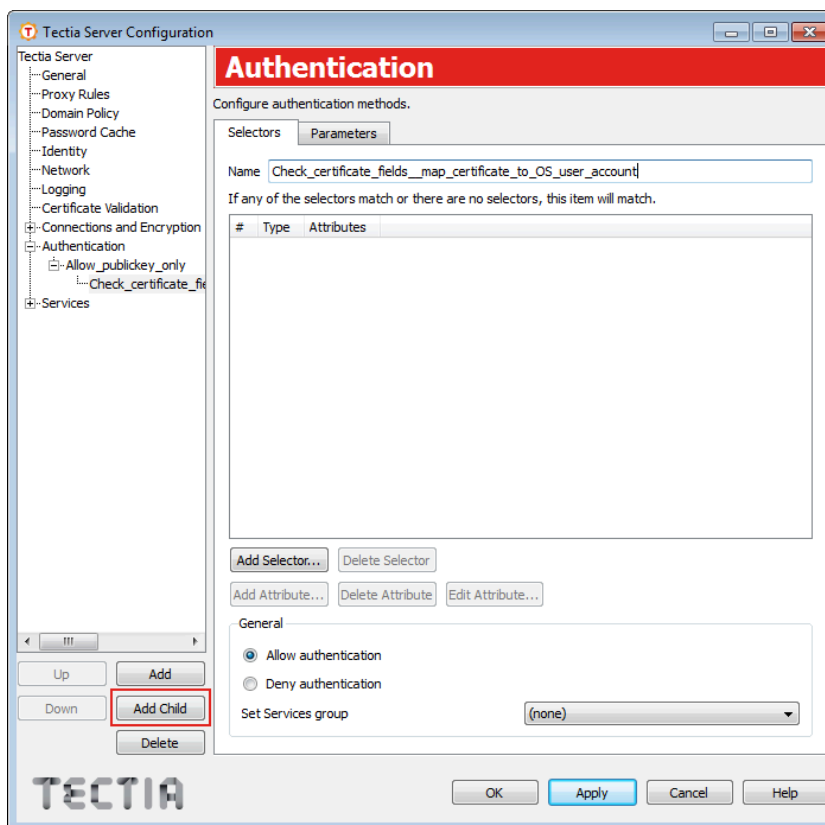 Tectia Server Configuration
Tectia Server
General
Proxy Rules
Domain Policy
Password Cache
Identity
Network
Logging
Certificate Validation
Connections and Encryption
Authentication
Allow_publickey_only
Check_certificate_fie
Services
Up
Add
Down
Add Child
Delete
Authentication
Configure authentication methods.
Selectors Parameters
Name Check_certificate_fields__map_certificate_to_OS_user_account
If any of the selectors match or there are no selectors, this item will match.
# Type Attributes
Add Selector... Delete Selector
Add Attribute... Delete Attribute Edit Attribute...
General
Allow authentication
Deny authentication
Set Services group (none)
TECTIA
OK Apply Cancel Help